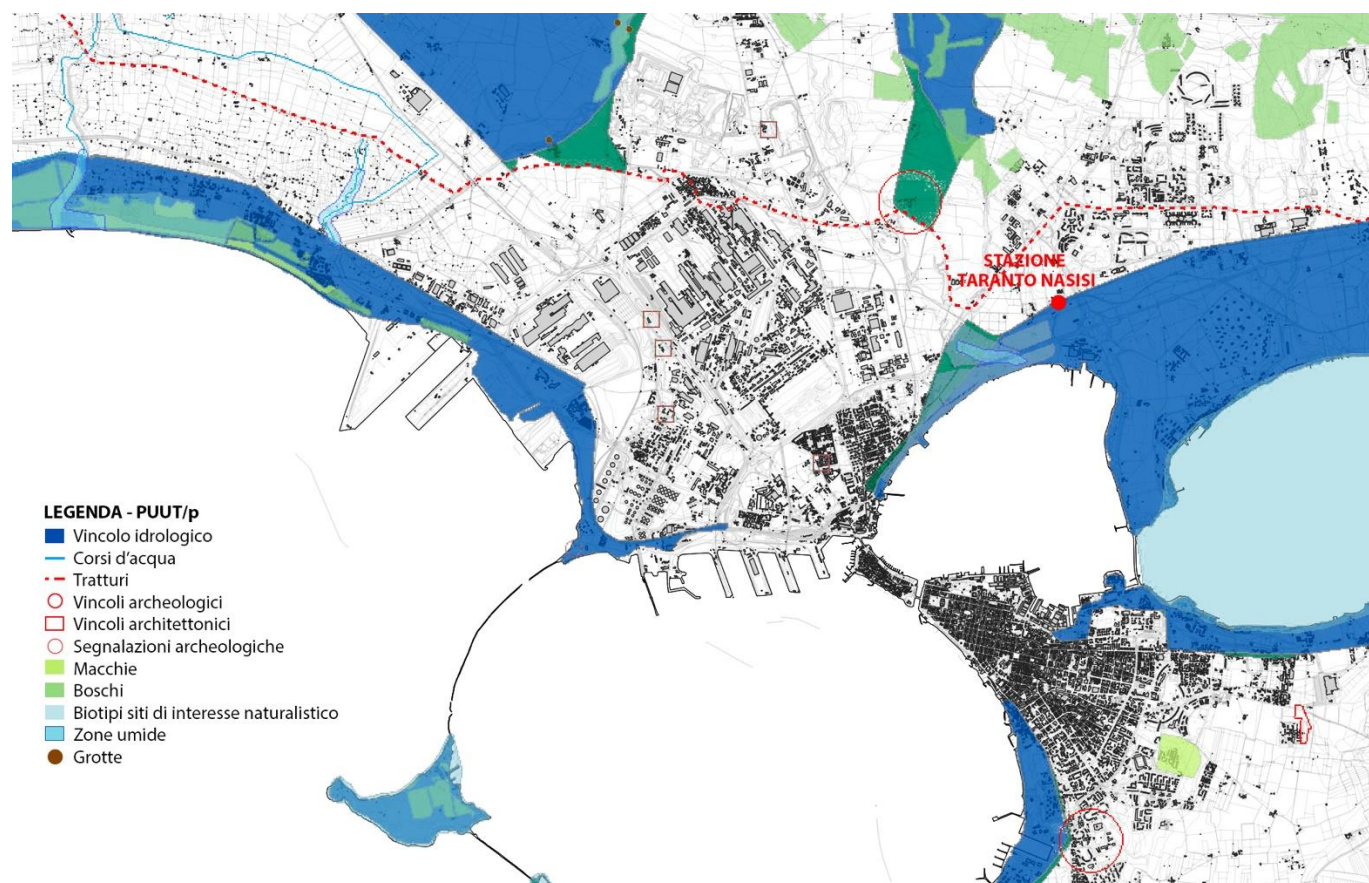 STAZIONE
TARANTO NASISI
LEGENDA - PUUT/p
Vincolo idrologico
Corsi d'acqua
Tratturi
Vincoli archeologici
Vincoli architettonici
Segnalazioni archeologiche
Macchie
Boschi
Biotipi siti di interesse naturalistico
Zone umide
Grotte